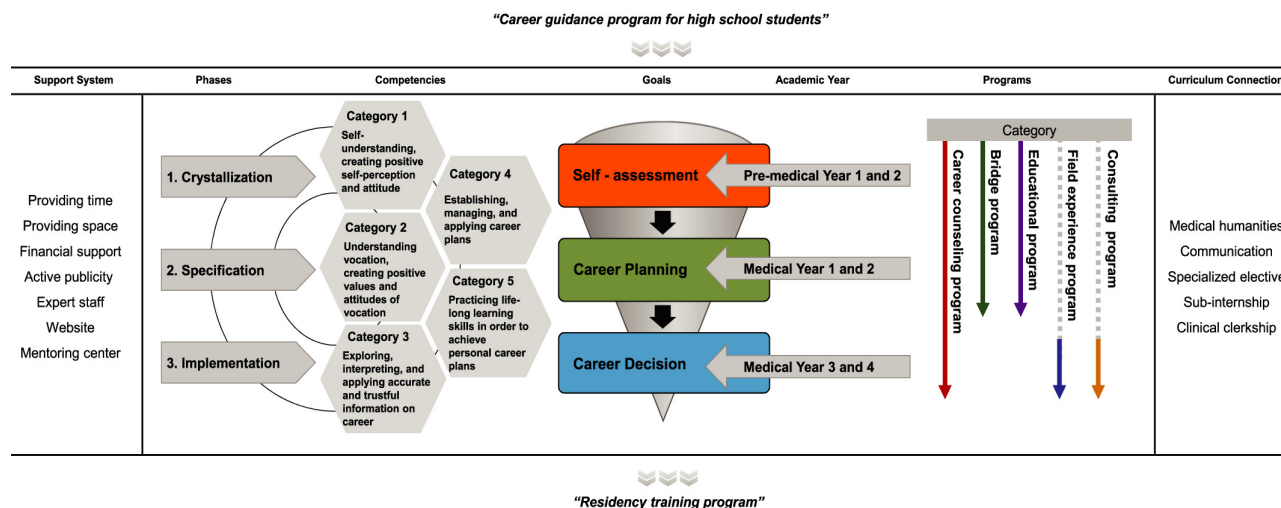 “Career guidance program for high school students”
Support System
Phases
Competencies
Goals
Academic Year
Programs
Curriculum Connection
Providing time
Providing space
Financial support
Active publicity
Expert staff
Website
Mentoring center
1. Crystallization
2. Specification
3. Implementation
Category 1
Self-
understanding,
creating positive
self-perception
and attitude
Category 2
Understanding
vocation,
creating positive
values and
attitudes of
vocation
Category 3
Exploring,
interpreting, and
applying accurate
and trustful
information on
career
Category 4
Establishing,
managing, and
applying career
plans
Category 5
Practicing life-
long learning
skills in order to
achieve
personal career
plans
Self - assessment
Career Planning
Career Decision
Pre-medical Year 1 and 2
Medical Year 1 and 2
Medical Year 3 and 4
Category
Career counseling program
Bridge program
Educational program
Field experience program
Consulting program
Medical humanities
Communication
Specialized elective
Sub-internship
Clinical clerkship
“Residency training program”